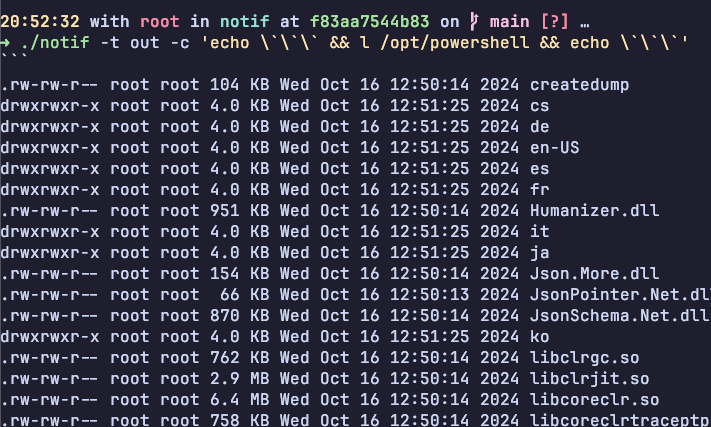 20:52:32 with root in notif at f83aa7544b83 on  main [?] …
➜ ./notif -t out -c 'echo \`\`\` && l /opt/powershell && echo \`\`\`'
```
.rw-rw-r-- root root 104 KB Wed Oct 16 12:50:14 2024 createdump
drwxrwxr-x root root 4.0 KB Wed Oct 16 12:51:25 2024 cs
drwxrwxr-x root root 4.0 KB Wed Oct 16 12:51:25 2024 de
drwxrwxr-x root root 4.0 KB Wed Oct 16 12:51:25 2024 en-US
drwxrwxr-x root root 4.0 KB Wed Oct 16 12:51:25 2024 es
drwxrwxr-x root root 4.0 KB Wed Oct 16 12:51:25 2024 fr
.rw-rw-r-- root root 951 KB Wed Oct 16 12:50:14 2024 Humanizer.dll
drwxrwxr-x root root 4.0 KB Wed Oct 16 12:51:25 2024 it
drwxrwxr-x root root 4.0 KB Wed Oct 16 12:51:25 2024 ja
.rw-rw-r-- root root 154 KB Wed Oct 16 12:50:14 2024 Json.More.dll
.rw-rw-r-- root root  66 KB Wed Oct 16 12:50:13 2024 JsonPointer.Net.dl
.rw-rw-r-- root root 870 KB Wed Oct 16 12:50:14 2024 JsonSchema.Net.dll
drwxrwxr-x root root 4.0 KB Wed Oct 16 12:51:25 2024 ko
.rw-rw-r-- root root 762 KB Wed Oct 16 12:50:14 2024 libclrgc.so
.rw-rw-r-- root root 2.9 MB Wed Oct 16 12:50:14 2024 libclrjit.so
.rw-rw-r-- root root 6.4 MB Wed Oct 16 12:50:14 2024 libcoreclr.so
.rw-rw-r-- root root 758 KB Wed Oct 16 12:50:14 2024 libcoreclrtraceptp